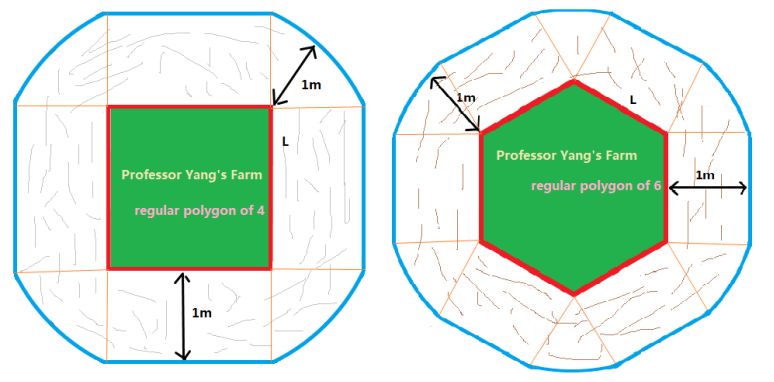 1m
L
Professor Yang's Farm
regular polygon of 4
1m
1m
L
Professor Yang's Farm
regular polygon of 6
1m